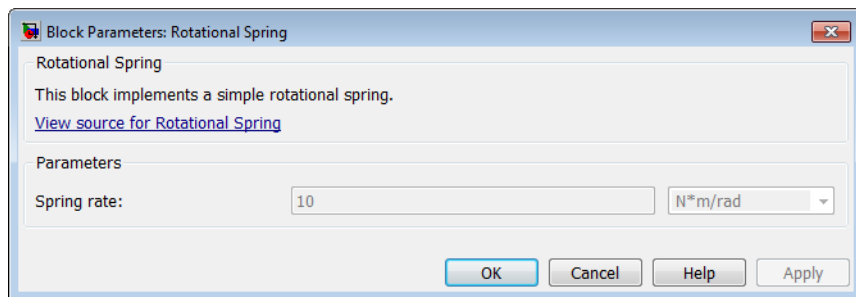 Block Parameters: Rotational Spring
Rotational Spring
This block implements a simple rotational spring.
View source for Rotational Spring
Parameters
Spring rate: 10 N*m/rad
OK Cancel Help Apply